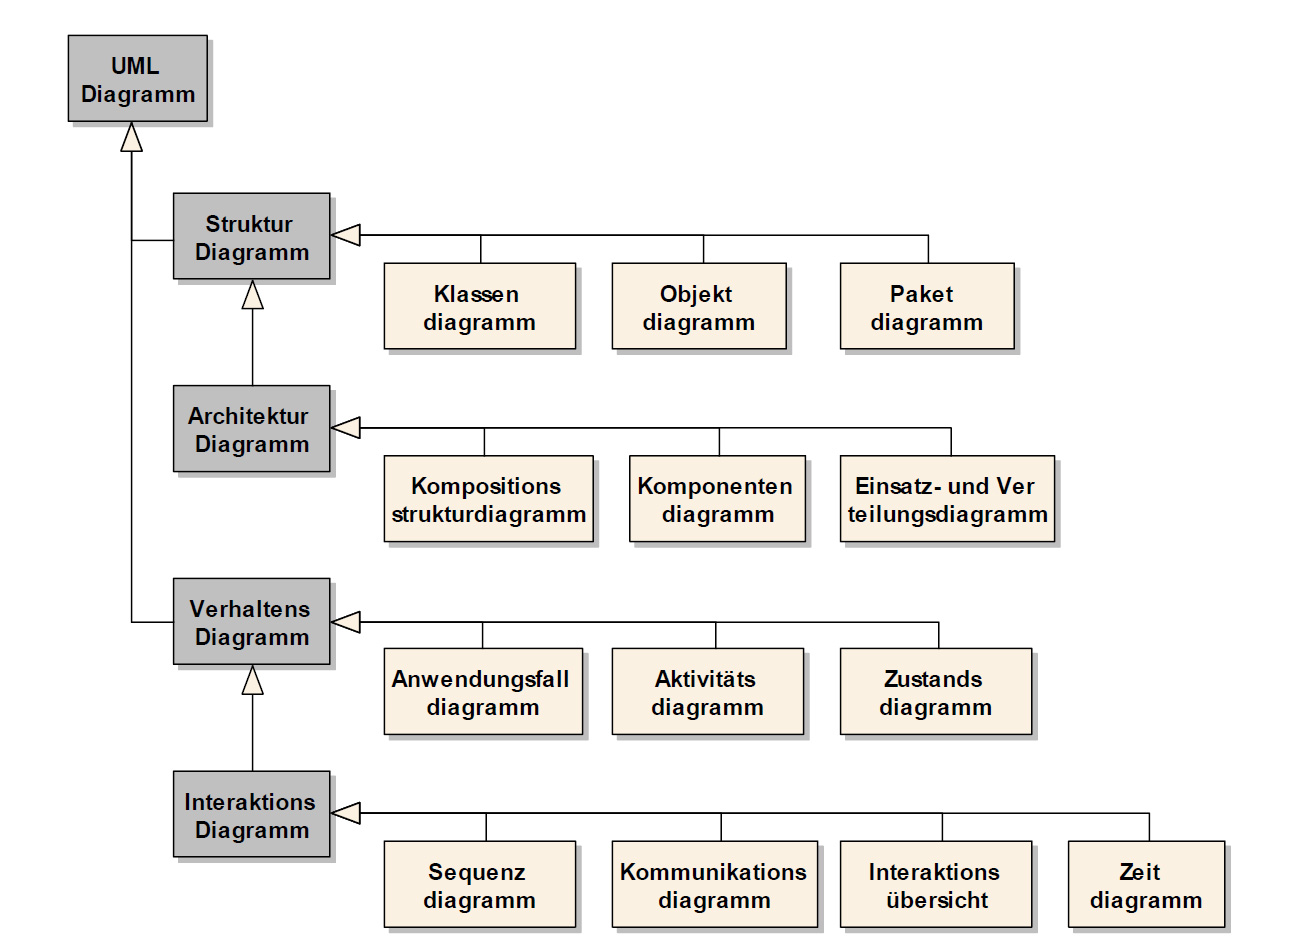 UML
Diagramm
Struktur
Diagramm
Klassen
diagramm
Objekt
diagramm
Paket
diagramm
Architektur
Diagramm
Kompositions
strukturdiagramm
Komponenten
diagramm
Einsatz- und Ver
teilungsdiagramm
Verhaltens
Diagramm
Anwendungsfall
diagramm
Aktivitäts
diagramm
Zustands
diagramm
Interaktions
Diagramm
Sequenz
diagramm
Kommunikations
diagramm
Interaktions
übersicht
Zeit
diagramm